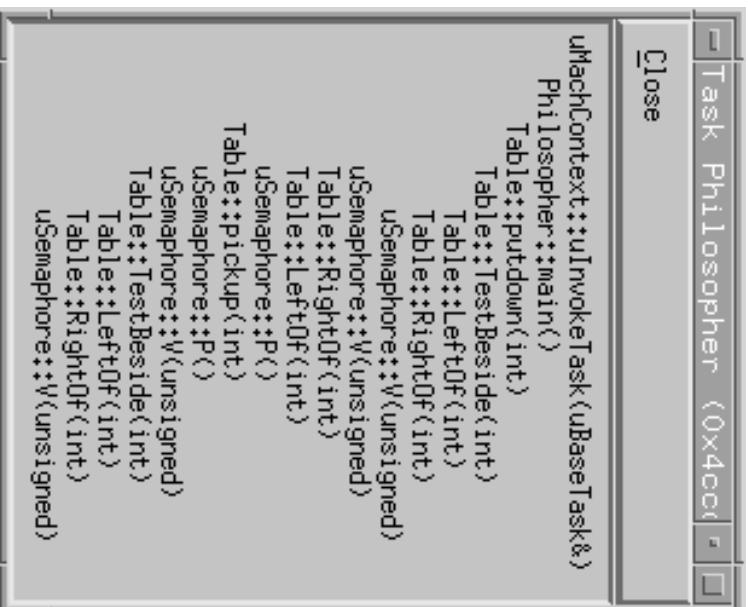 Task Philosopher (0x4cc
Close
uMachContext::uInvokeTask(uBaseTask&)
Philosopher::main()
Table::putdown(int)
Table::TestBeside(int)
Table::LeftOf(int)
Table::RightOf(int)
uSemaphore::V(unsigned)
uSemaphore::V(unsigned)
Table::RightOf(int)
Table::LeftOf(int)
uSemaphore::P()
Table::pickup(int)
uSemaphore::P()
uSemaphore::V(unsigned)
Table::TestBeside(int)
Table::LeftOf(int)
Table::RightOf(int)
uSemaphore::V(unsigned)